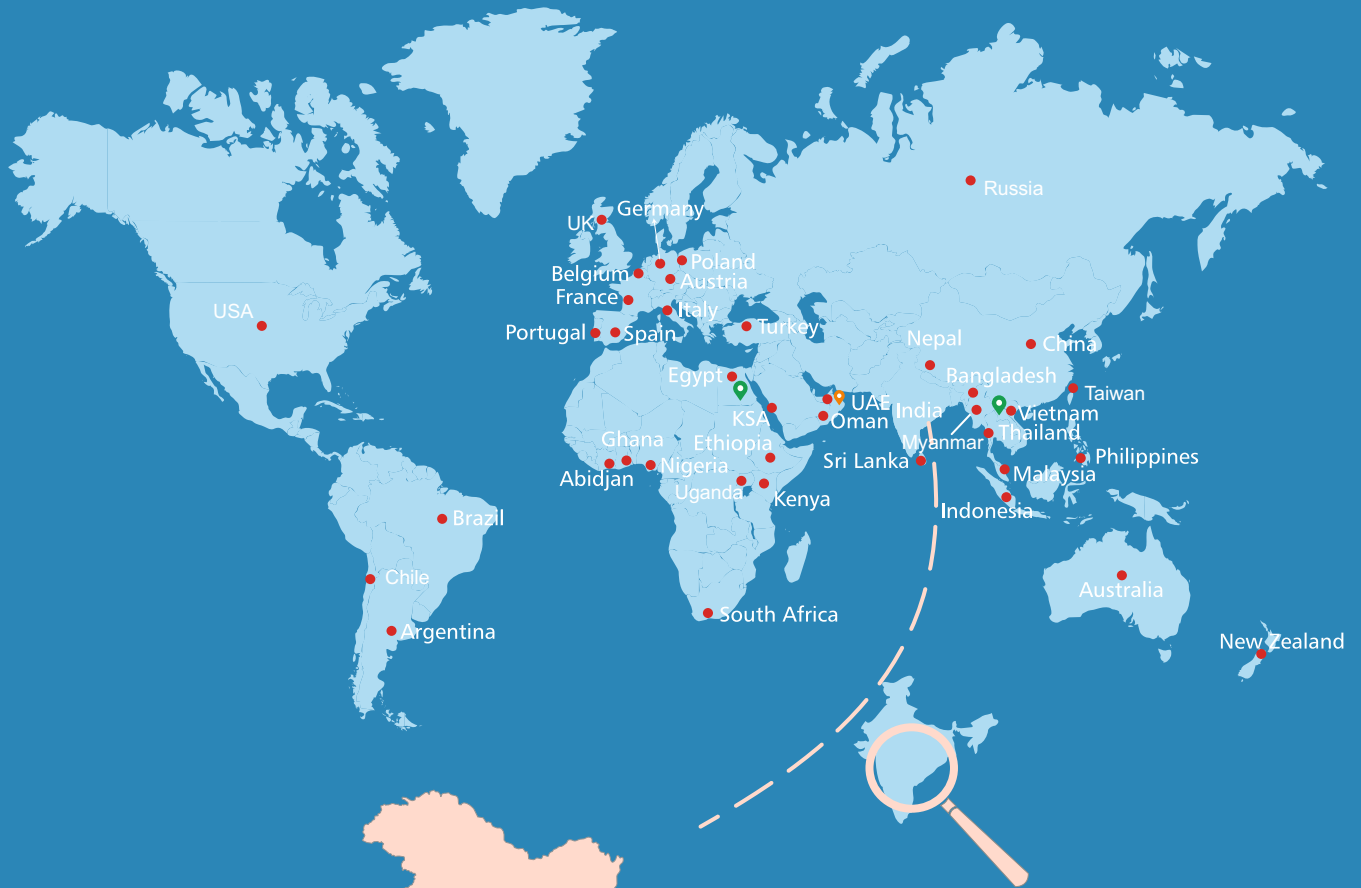 Russia
Germany
UK
Poland
Belgium
Austria
France
Italy
USA
Turkey
Portugal
Spain
Nepal
China
Egypt
Bangladesh
Taiwan
UAE
India
KSA
Oman
Vietnam
Myanmar
Thailand
Ghana
Ethiopia
Sri Lanka
Philippines
Abidjan
Nigeria
Malaysia
Uganda
Kenya
Indonesia
Brazil
Chile
Australia
South Africa
Argentina
New Zealand